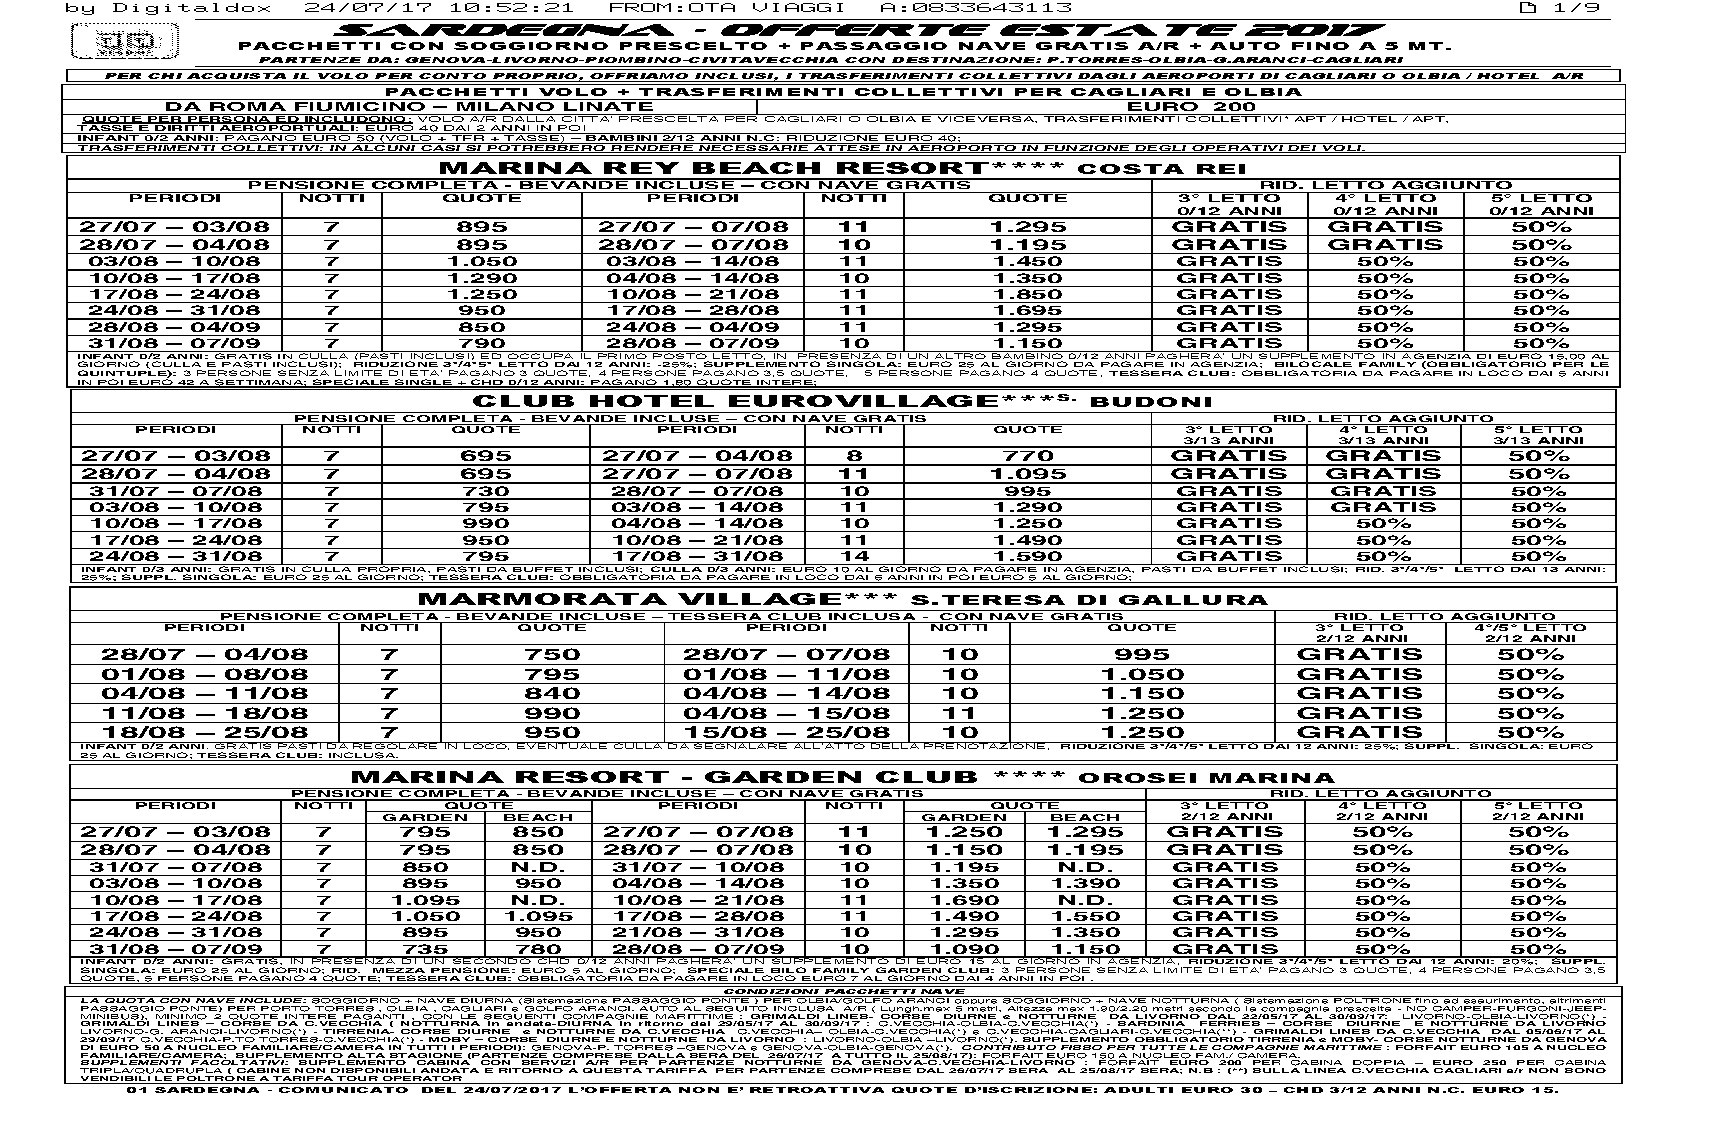 by Digitaldox 24/07/17 10:52:21 FROM:OTA VIAGGI A:0833643113 1/9
SARDEGNA - OFFERTE ESTATE 2017
PACCHETTI CON SOGGIORNO PRESCELTO + PASSAGGIO NAVE GRATIS A/R + AUTO FINO A 5 MT.
PARTENZE DA: GENOVA-LIVORNO-PIOMBINO-CIVITAVECCHIA CON DESTINAZIONE: P.TORRES-OLBIA-G.ARANCI-CAGLIARI
PER CHI ACQUISTA IL VOLO PER CONTO PROPRIO, OFFRIAMO INCLUSI, I TRASFERIMENTI COLLETTIVI DAGLI AEROPORTI DI CAGLIARI O OLBIA / HOTEL A/R
PACCHETTI VOLO + TRASFERIMENTI COLLETTIVI PER CAGLIARI E OLBIA
DA ROMA FIUMICINO – MILANO LINATE EURO 200
QUOTE PER PERSONA ED INCLUDONO: VOLO A/R DALLA CITTA' PRESCELTA PER CAGLIARI O OLBIA E VICEVERSA, TRASFERIMENTI COLLETTIVI* APT / HOTEL / APT,
TASSE E DIRITTI AEROPORTUALI: EURO 40 DAI 2 ANNI IN POI
INFANT 0/2 ANNI: PAGANO EURO 50 (VOLO + TFR + TASSE) – BAMBINI 2/12 ANNI N.C: RIDUZIONE EURO 40;
TRASFERIMENTI COLLETTIVI: IN ALCUNI CASI SI POTREBBERO RENDERE NECESSARIE ATTESE IN AEROPORTO IN FUNZIONE DEGLI OPERATIVI DEI VOLI.
MARINA REY BEACH RESORT**** COSTA REI
PENSIONE COMPLETA - BEVANDE INCLUSE – CON NAVE GRATIS RID. LETTO AGGIUNTO
PERIODI NOTTI QUOTE PERIODI NOTTI QUOTE 3° LETTO 4° LETTO 5° LETTO
0/12 ANNI 0/12 ANNI 0/12 ANNI
27/07 – 03/08 7 895 27/07 – 07/08 11 1.295 GRATIS GRATIS 50%
28/07 – 04/08 7 895 28/07 – 07/08 10 1.195 GRATIS GRATIS 50%
03/08 – 10/08 7 1.050 03/08 – 14/08 11 1.450 GRATIS 50% 50%
10/08 – 17/08 7 1.290 04/08 – 14/08 10 1.350 GRATIS 50% 50%
17/08 – 24/08 7 1.250 10/08 – 21/08 11 1.850 GRATIS 50% 50%
24/08 – 31/08 7 950 17/08 – 28/08 11 1.695 GRATIS 50% 50%
28/08 – 04/09 7 850 24/08 – 04/09 11 1.295 GRATIS 50% 50%
31/08 – 07/09 7 790 28/08 – 07/09 10 1.150 GRATIS 50% 50%
INFANT 0/2 ANNI: GRATIS IN CULLA (PASTI INCLUSI) ED OCCUPA IL PRIMO POSTO LETTO, IN PRESENZA DI UN ALTRO BAMBINO 0/12 ANNI PAGHERA' UN SUPPLEMENTO IN AGENZIA DI EURO 15,00 AL
GIORNO (CULLA E PASTI INCLUSI); RIDUZIONE 3°/4°/5° LETTO DAI 12 ANNI: -25%; SUPPLEMENTO SINGOLA: EURO 25 AL GIORNO DA PAGARE IN AGENZIA; BILOCALE FAMILY (OBBLIGATORIO PER LE
QUINTUPLE): 3 PERSONE SENZA LIMITE DI ETA' PAGANO 3 QUOTE, 4 PERSONE PAGANO 3,5 QUOTE, 5 PERSONE PAGANO 4 QUOTE, TESSERA CLUB: OBBLIGATORIA DA PAGARE IN LOCO DAI 5 ANNI
IN POI EURO 42 A SETTIMANA; SPECIALE SINGLE + CHD 0/12 ANNI: PAGANO 1,80 QUOTE INTERE;
CLUB HOTEL EUROVILLAGE***S. BUDONI
PENSIONE COMPLETA - BEVANDE INCLUSE – CON NAVE GRATIS RID. LETTO AGGIUNTO
PERIODI NOTTI QUOTE PERIODI NOTTI QUOTE 3° LETTO 4° LETTO 5° LETTO
3/13 ANNI 3/13 ANNI 3/13 ANNI
27/07 – 03/08 7 695 27/07 – 04/08 8 770 GRATIS GRATIS 50%
28/07 – 04/08 7 695 27/07 – 07/08 11 1.095 GRATIS GRATIS 50%
31/07 – 07/08 7 730 28/07 – 07/08 10 995 GRATIS GRATIS 50%
03/08 – 10/08 7 795 03/08 – 14/08 11 1.290 GRATIS GRATIS 50%
10/08 – 17/08 7 990 04/08 – 14/08 10 1.250 GRATIS 50% 50%
17/08 – 24/08 7 950 10/08 – 21/08 11 1.490 GRATIS 50% 50%
24/08 – 31/08 7 795 17/08 – 31/08 14 1.590 GRATIS 50% 50%
INFANT 0/3 ANNI: GRATIS IN CULLA PROPRIA, PASTI DA BUFFET INCLUSI; CULLA 0/3 ANNI: EURO 10 AL GIORNO DA PAGARE IN AGENZIA, PASTI DA BUFFET INCLUSI; RID. 3°/4°/5° LETTO DAI 13 ANNI:
25%; SUPPL. SINGOLA: EURO 25 AL GIORNO; TESSERA CLUB: OBBLIGATORIA DA PAGARE IN LOCO DAI 5 ANNI IN POI EURO 5 AL GIORNO;
MARMORATA VILLAGE*** S.TERESA DI GALLURA
PENSIONE COMPLETA - BEVANDE INCLUSE – TESSERA CLUB INCLUSA - CON NAVE GRATIS RID. LETTO AGGIUNTO
PERIODI NOTTI QUOTE PERIODI NOTTI QUOTE 3° LETTO 4°/5° LETTO
2/12 ANNI 2/12 ANNI
28/07 – 04/08 7 750 28/07 – 07/08 10 995 GRATIS 50%
01/08 – 08/08 7 795 01/08 – 11/08 10 1.050 GRATIS 50%
04/08 – 11/08 7 840 04/08 – 14/08 10 1.150 GRATIS 50%
11/08 – 18/08 7 990 04/08 – 15/08 11 1.250 GRATIS 50%
18/08 – 25/08 7 950 15/08 – 25/08 10 1.250 GRATIS 50%
INFANT 0/2 ANNI. GRATIS PASTI DA REGOLARE IN LOCO, EVENTUALE CULLA DA SEGNALARE ALL'ATTO DELLA PRENOTAZIONE, RIDUZIONE 3°/4°/5° LETTO DAI 12 ANNI: 25%; SUPPL. SINGOLA: EURO
25 AL GIORNO; TESSERA CLUB: INCLUSA.
MARINA RESORT - GARDEN CLUB **** OROSEI MARINA
PENSIONE COMPLETA - BEVANDE INCLUSE – CON NAVE GRATIS RID. LETTO AGGIUNTO
PERIODI NOTTI QUOTE PERIODI NOTTI QUOTE 3° LETTO 4° LETTO 5° LETTO
GARDEN BEACH GARDEN BEACH 2/12 ANNI 2/12 ANNI 2/12 ANNI
27/07 – 03/08 7 795 850 27/07 – 07/08 11 1.250 1.295 GRATIS 50% 50%
28/07 – 04/08 7 795 850 28/07 – 07/08 10 1.150 1.195 GRATIS 50% 50%
31/07 – 07/08 7 850 N.D. 31/07 – 10/08 10 1.195 N.D. GRATIS 50% 50%
03/08 – 10/08 7 895 950 04/08 – 14/08 10 1.350 1.390 GRATIS 50% 50%
10/08 – 17/08 7 1.095 N.D. 10/08 – 21/08 11 1.690 N.D. GRATIS 50% 50%
17/08 – 24/08 7 1.050 1.095 17/08 – 28/08 11 1.490 1.550 GRATIS 50% 50%
24/08 – 31/08 7 895 950 21/08 – 31/08 10 1.295 1.350 GRATIS 50% 50%
31/08 – 07/09 7 735 780 28/08 – 07/09 10 1.090 1.150 GRATIS 50% 50%
INFANT 0/2 ANNI: GRATIS, IN PRESENZA DI UN SECONDO CHD 0/12 ANNI PAGHERA' UN SUPPLEMENTO DI EURO 15 AL GIORNO IN AGENZIA, RIDUZIONE 3°/4°/5° LETTO DAI 12 ANNI: 20%; SUPPL.
SINGOLA: EURO 25 AL GIORNO; RID. MEZZA PENSIONE: EURO 5 AL GIORNO; SPECIALE BILO FAMILY GARDEN CLUB: 3 PERSONE SENZA LIMITE DI ETA' PAGANO 3 QUOTE, 4 PERSONE PAGANO 3,5
QUOTE, 5 PERSONE PAGANO 4 QUOTE; TESSERA CLUB: OBBLIGATORIA DA PAGARE IN LOCO EURO 7 AL GIORNO DAI 4 ANNI IN POI .
CONDIZIONI PACCHETTI NAVE
LA QUOTA CON NAVE INCLUDE: SOGGIORNO + NAVE DIURNA (Sistemazione PASSAGGIO PONTE ) PER OLBIA/GOLFO ARANCI oppure SOGGIORNO + NAVE NOTTURNA ( Sistemazione POLTRONE fino ad esaurimento, altrimenti
PASSAGGIO PONTE) PER PORTO TORRES , OLBIA , CAGLIARI e GOLFO ARANCI. AUTO AL SEGUITO INCLUSA A/R ( Lungh.max 5 metri, Altezze max 1.90/2.20 metri secondo le compagnie prescelte - NO CAMPER-FURGONI-JEEP-
MINIBUS). MINIMO 2 QUOTE INTERE PAGANTI , CON LE SEGUENTI COMPAGNIE MARITTIME : GRIMALDI LINES- CORSE DIURNE e NOTTURNE DA LIVORNO DAL 22/05/17 AL 30/09/17: LIVORNO-OLBIA-LIVORNO(*) -
GRIMALDI LINES – CORSE DA C.VECCHIA ( NOTTURNA in andata-DIURNA in ritorno dal 29/05/17 AL 30/09/17 : C.VECCHIA-OLBIA-C.VECCHIA(*) - SARDINIA FERRIES – CORSE DIURNE E NOTTURNE DA LIVORNO :
LIVORNO-G. ARANCI-LIVORNO(*) - TIRRENIA- CORSE DIURNE e NOTTURNE DA C.VECCHIA C.VECCHIA– OLBIA-C.VECCHIA(*) e C.VECCHIA-CAGLIARI-C.VECCHIA(**) - GRIMALDI LINES – CORSE DA C.VECCHIA DAL 05/06/17 AL
29/09/17 C.VECCHIA-P.TO TORRES-C.VECCHIA(*) - MOBY – CORSE DIURNE E NOTTURNE DA LIVORNO : LIVORNO-OLBIA –LIVORNO(*). SUPPLEMENTO OBBLIGATORIO TIRRENIA e MOBY- CORSE NOTTURNE DA GENOVA
DI EURO 50 A NUCLEO FAMILIARE/CAMERA IN TUTTI I PERIODI): GENOVA-P. TORRES –GENOVA e GENOVA-OLBIA-GENOVA(*). CONTRIBUTO FISSO PER TUTTE LE COMPAGNIE MARITTIME : FORFAIT EURO 105 A NUCLEO
FAMILIARE/CAMERA; SUPPLEMENTO ALTA STAGIONE (PARTENZE COMPRESE DALLA SERA DEL 26/07/17 A TUTTO IL 25/08/17): FORFAIT EURO 150 A NUCLEO FAM./ CAMERA.
SUPPLEMENTI FACOLTATIVI: SUPPLEMENTO CABINA CON SERVIZI A/R PER PARTENZE NOTTURNE DA GENOVA-C.VECCHIA-LIVORNO : FORFAIT EURO 200 PER CABINA DOPPIA – EURO 250 PER CABINA
TRIPLA/QUADRUPLA ( CABINE NON DISPONIBILI ANDATA E RITORNO A QUESTA TARIFFA PER PARTENZE COMPRESE DAL 26/07/17 SERA AL 25/08/17 SERA; N.B : (**) SULLA LINEA C.VECCHIA CAGLIARI a/r NON SONO
VENDIBILI LE POLTRONE A TARIFFA TOUR OPERATOR
01 SARDEGNA - COMUNICATO DEL 24/07/2017 L'OFFERTA NON E' RETROATTIVA QUOTE D'ISCRIZIONE: ADULTI EURO 30 – CHD 3/12 ANNI N.C. EURO 15.